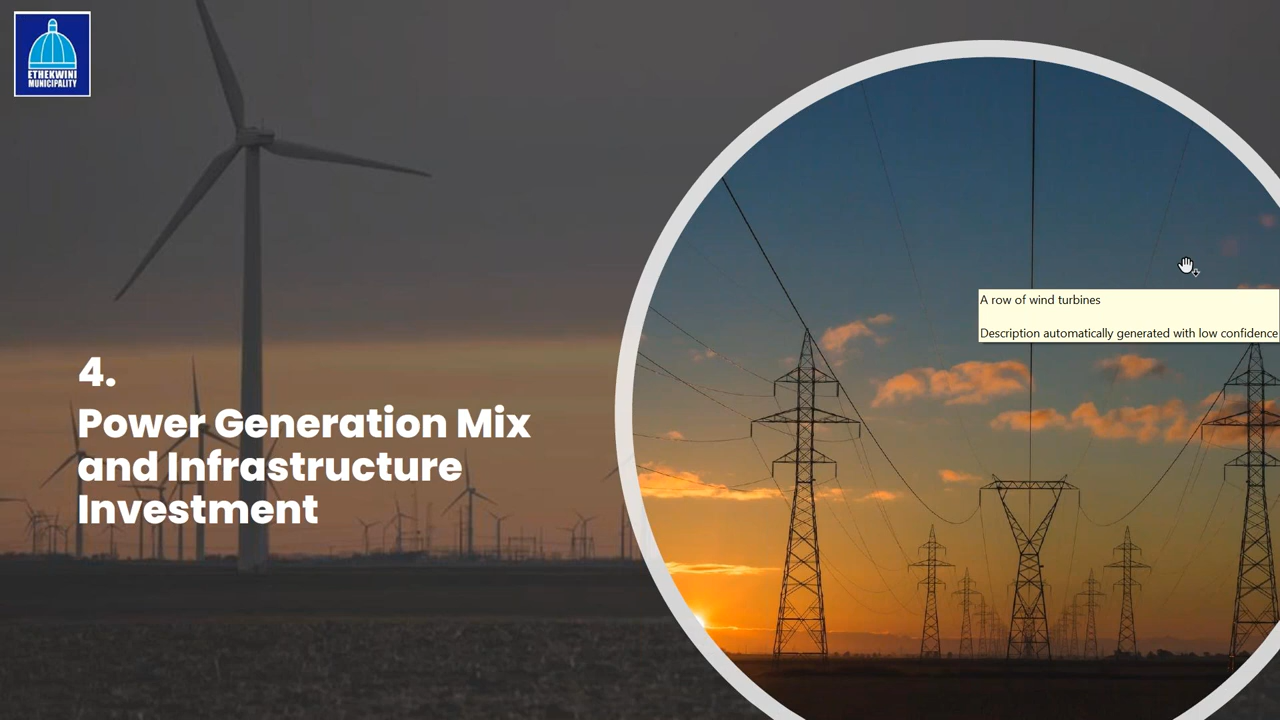 ETHEKWINI
MUNICIPALITY
A row of wind turbines
Description automatically generated with low confidence
4.
Power Generation Mix
and Infrastructure
Investment